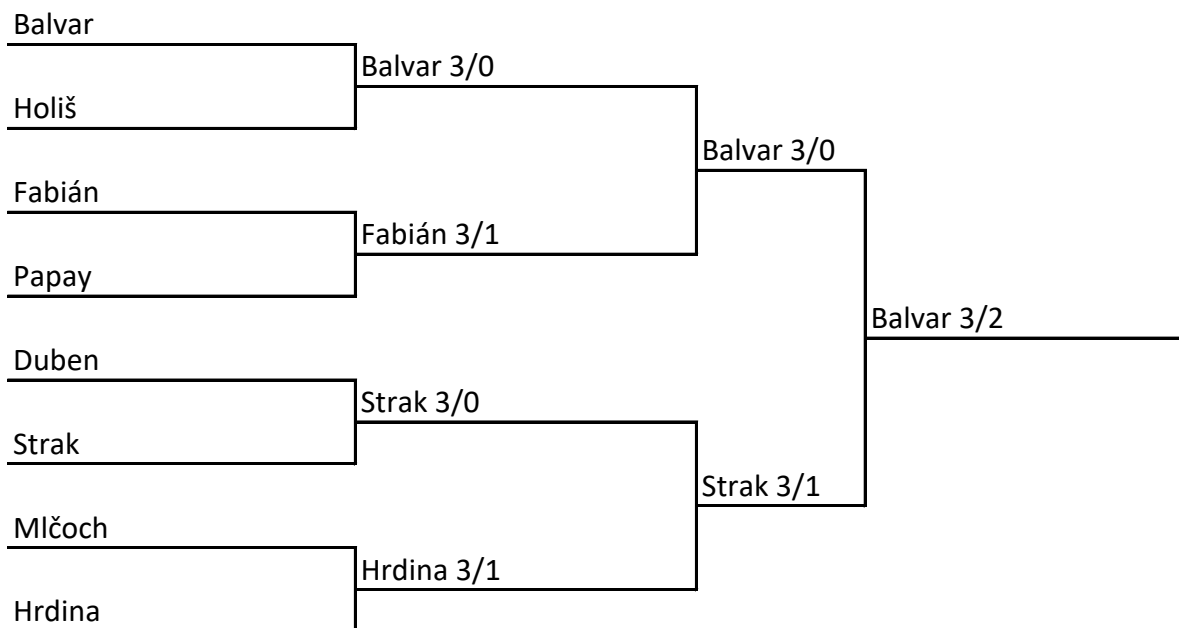 Balvar
Balvar 3/0
Holiš
Balvar 3/0
Fabián
Fabián 3/1
Papay
Balvar 3/2
Duben
Strak 3/0
Strak
Strak 3/1
Mlčoch
Hrdina 3/1
Hrdina